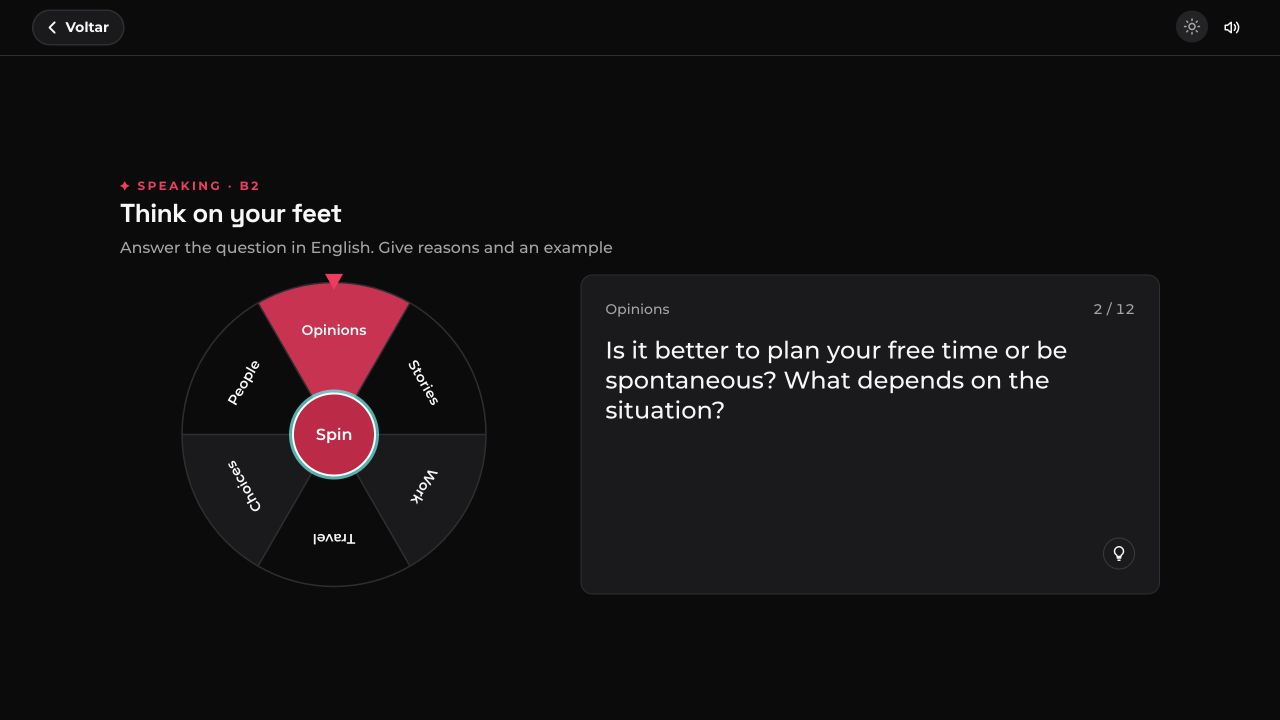 Voltar
SPEAKING · B2
Think on your feet
Answer the question in English. Give reasons and an example
Opinions
People
Stories
Spin
Choices
Work
Travel
Opinions
2 / 12
Is it better to plan your free time or be
spontaneous? What depends on the
situation?